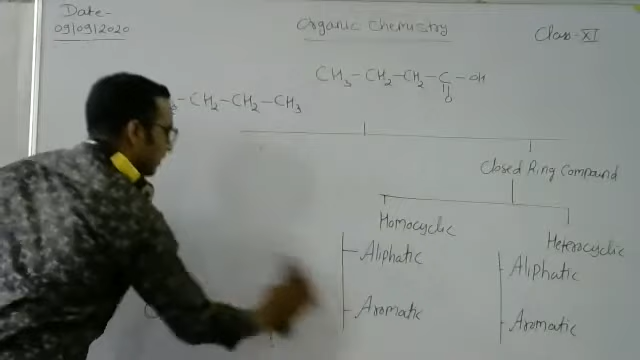 Date-
09/09/2020
Organic Chemistry
Class-XI
CH3-CH2-CH2-C-OH
||
O
-CH2-CH2-CH3
Closed Ring Compound
Homocyclic
Heterocyclic
Aliphatic
Aliphatic
Aromatic
Aromatic